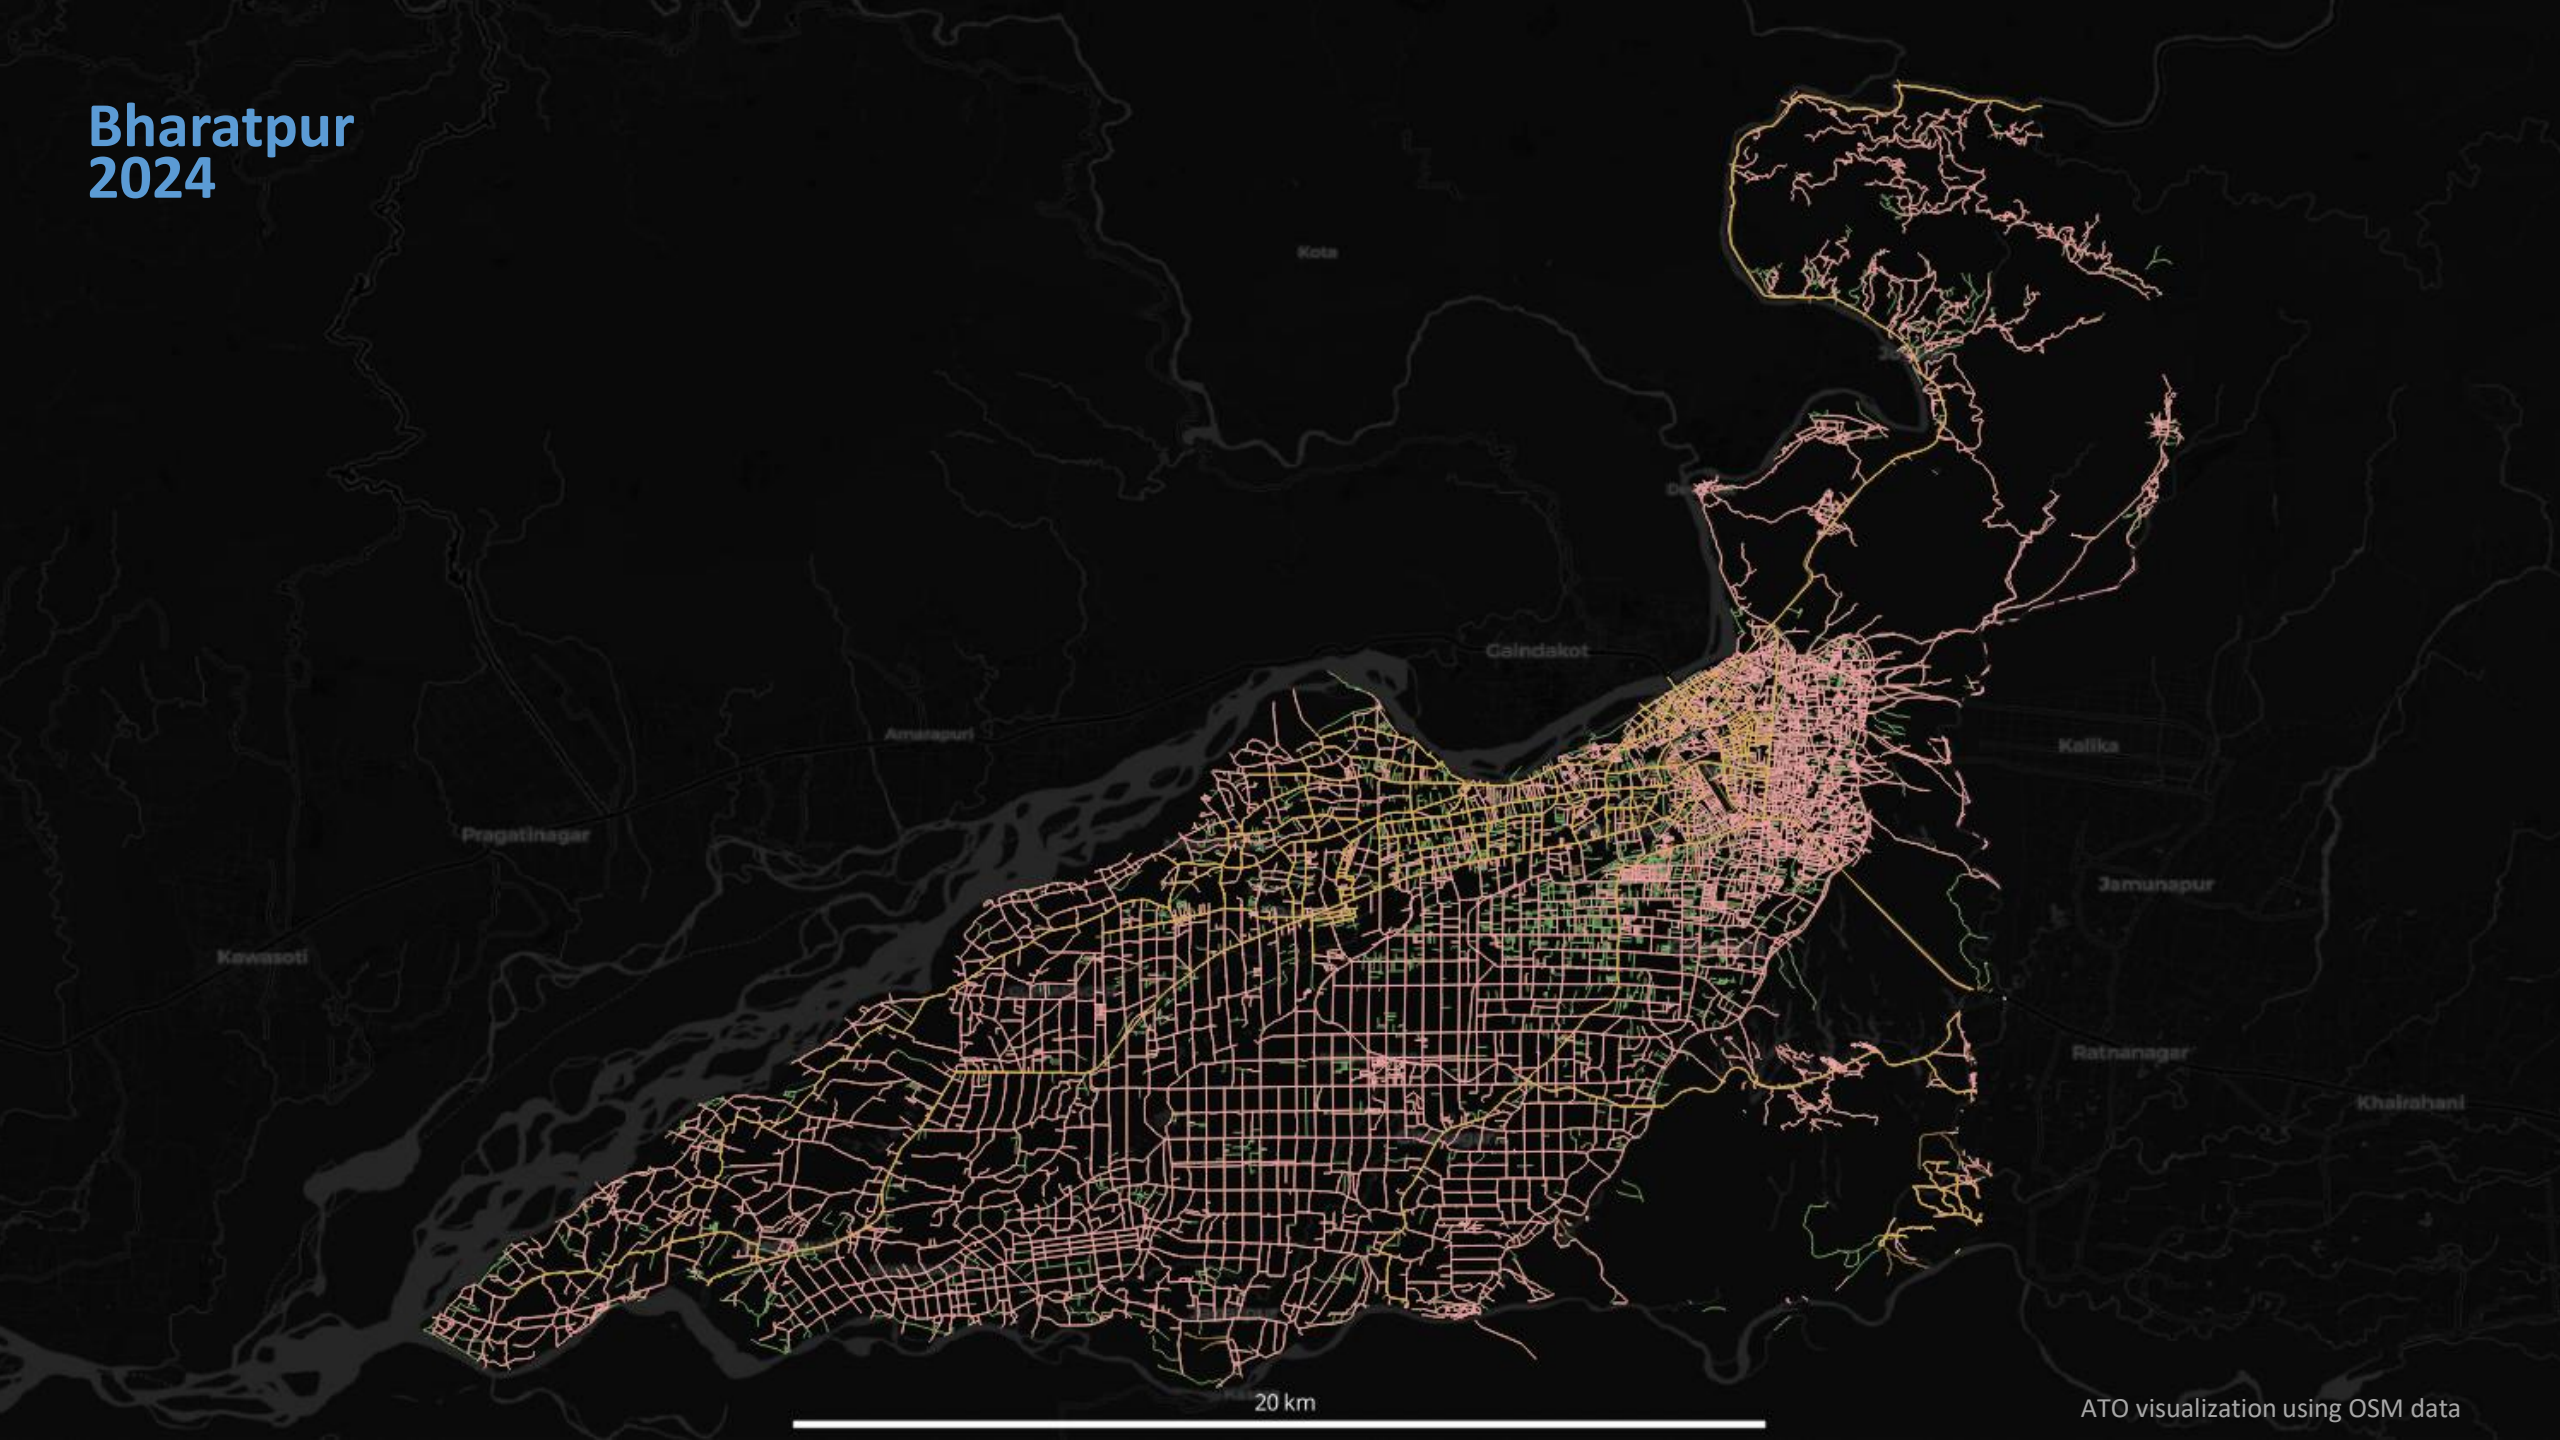 Bharatpur
2024
Kota
Gaindakot
Amarapuri
Kalika
Pragatinagar
Jamunapur
Kawasoti
Ratnanagar
Khairahani
20 km
ATO visualization using OSM data